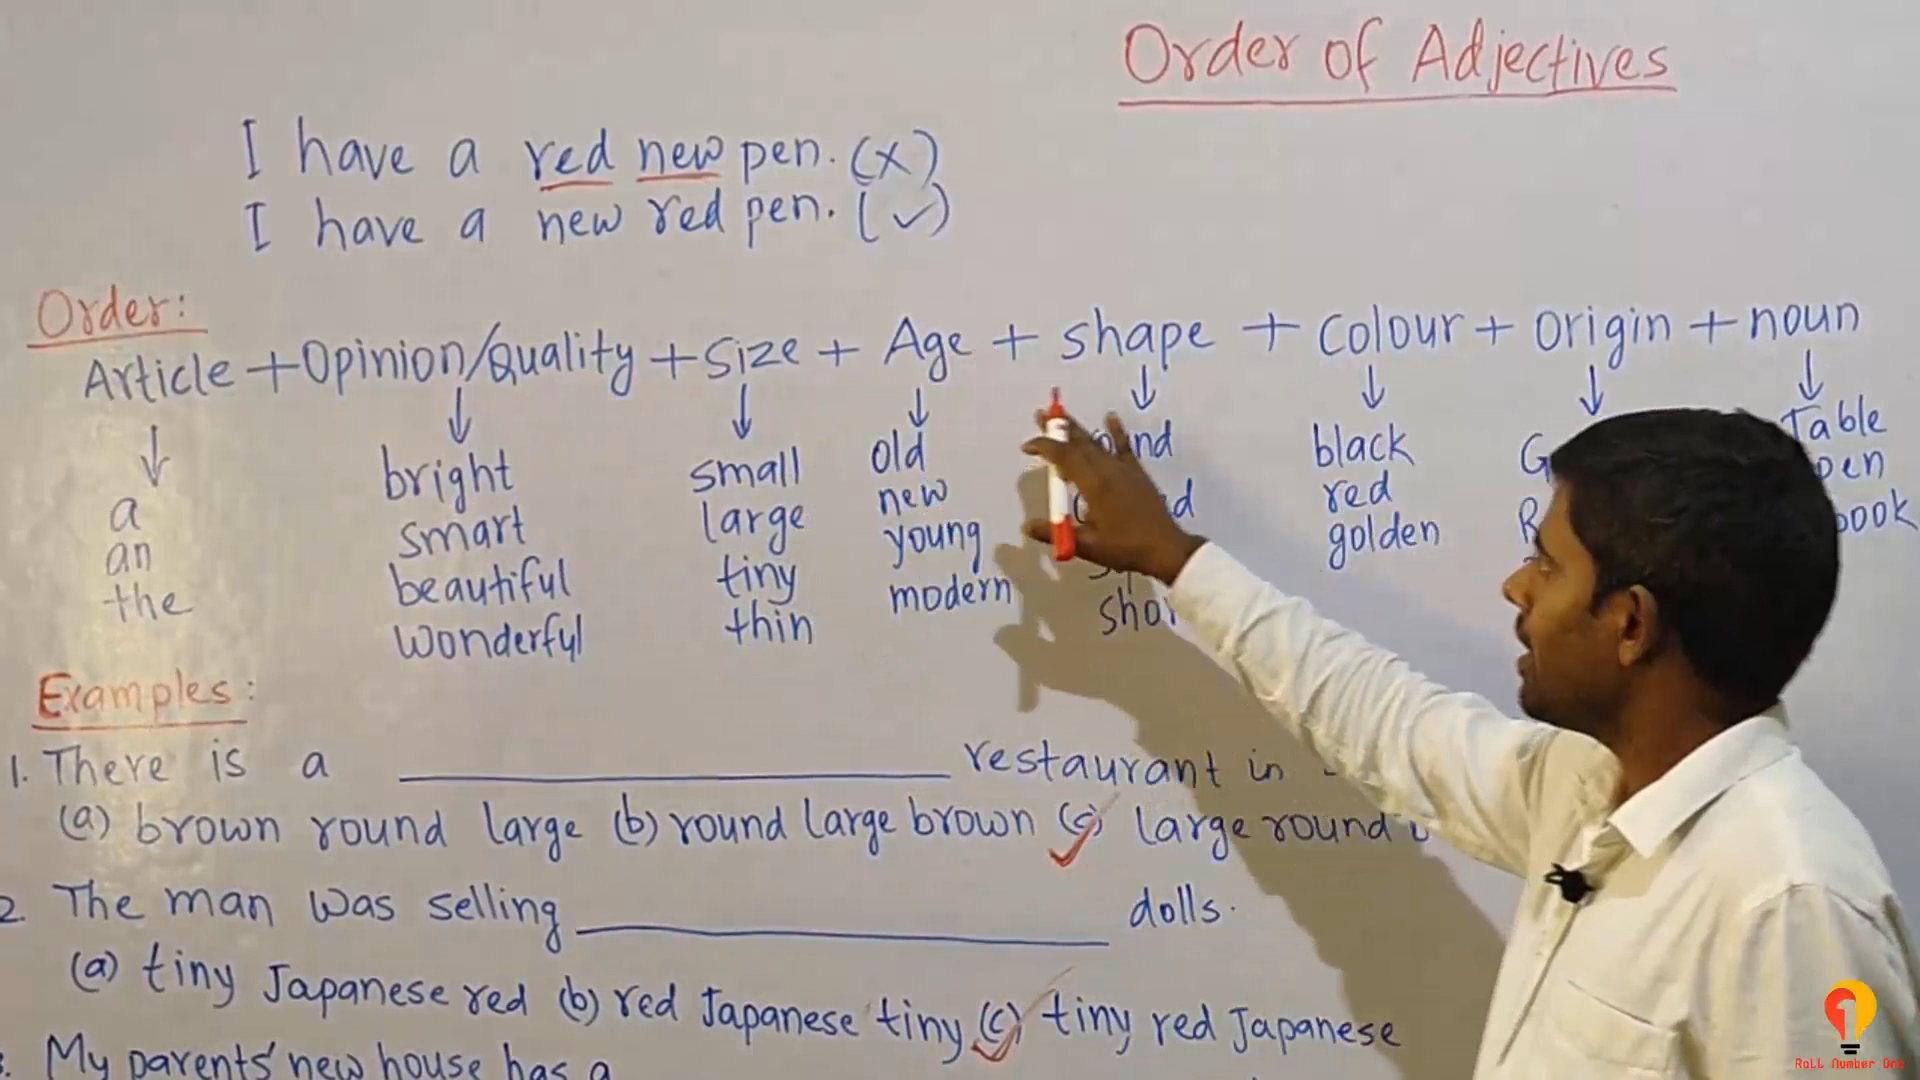 Order of Adjectives
I have a red new pen. (x)
I have a new red pen. (✓)
Order:
Article + Opinion/Quality + Size + Age + shape + Colour + Origin + noun
a
an
the
bright
smart
beautiful
wonderful
small
large
tiny
thin
old
new
young
modern
black
red
golden
Table
pen
book
Examples:
1. There is a ________ restaurant in
(a) brown round large (b) round large brown (c) large round
2. The man was selling ________ dolls.
(a) tiny Japanese red (b) red Japanese tiny (c) tiny red Japanese
My parents' new house has a
Roll Number One